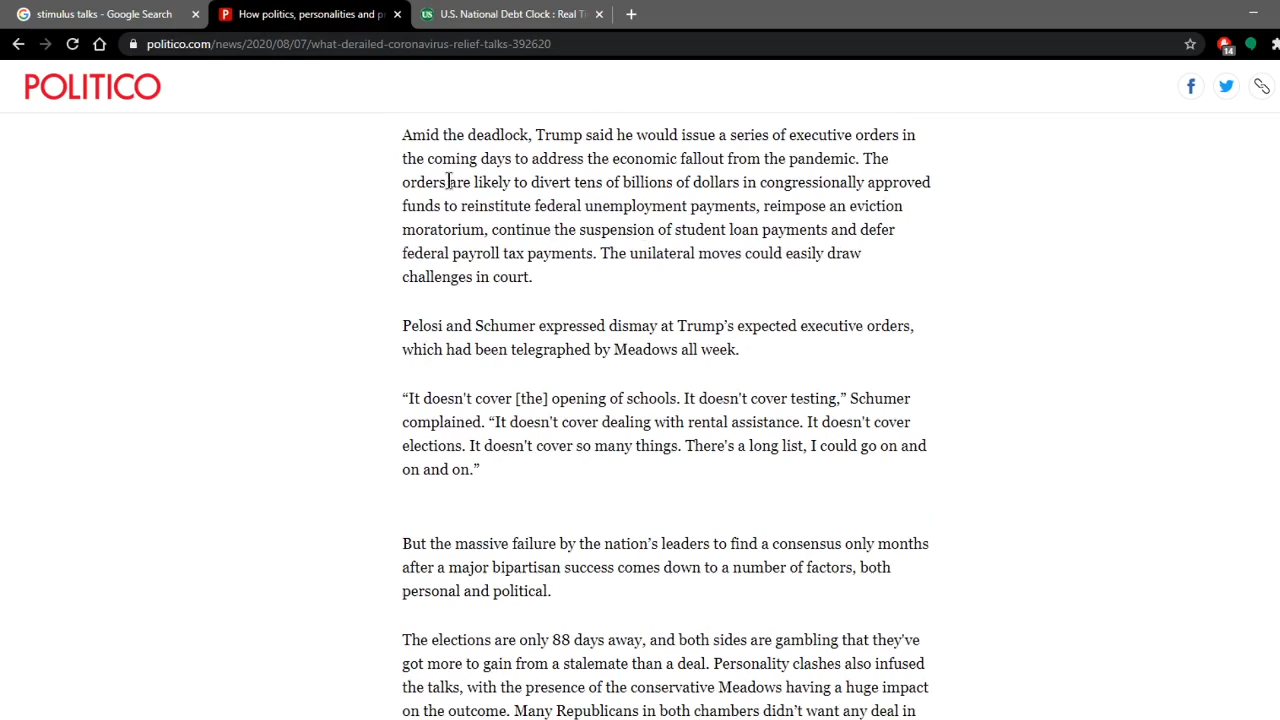 stimulus talks - Google Search
How politics, personalities and p
U.S. National Debt Clock : Real Ti
politico.com/news/2020/08/07/what-derailed-coronavirus-relief-talks-392620
14
POLITICO
Amid the deadlock, Trump said he would issue a series of executive orders in
the coming days to address the economic fallout from the pandemic. The
orders are likely to divert tens of billions of dollars in congressionally approved
funds to reinstitute federal unemployment payments, reimpose an eviction
moratorium, continue the suspension of student loan payments and defer
federal payroll tax payments. The unilateral moves could easily draw
challenges in court.
Pelosi and Schumer expressed dismay at Trump’s expected executive orders,
which had been telegraphed by Meadows all week.
“It doesn't cover [the] opening of schools. It doesn't cover testing,” Schumer
complained. “It doesn't cover dealing with rental assistance. It doesn't cover
elections. It doesn't cover so many things. There's a long list, I could go on and
on and on.”
But the massive failure by the nation’s leaders to find a consensus only months
after a major bipartisan success comes down to a number of factors, both
personal and political.
The elections are only 88 days away, and both sides are gambling that they've
got more to gain from a stalemate than a deal. Personality clashes also infused
the talks, with the presence of the conservative Meadows having a huge impact
on the outcome. Many Republicans in both chambers didn’t want any deal in